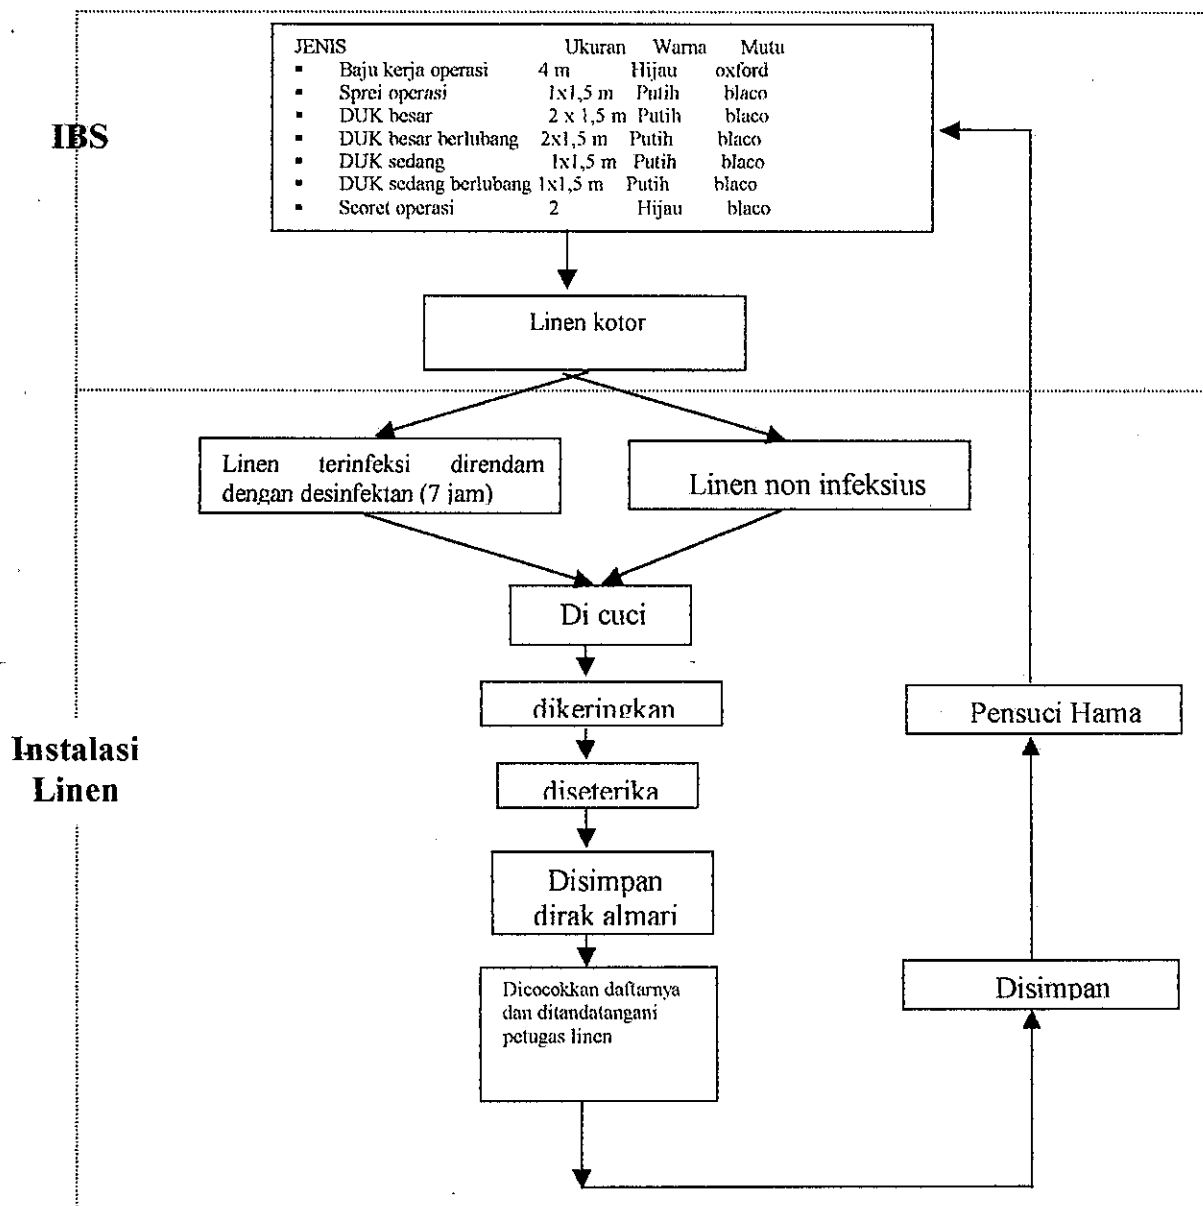 JENIS Ukuran Warna Mutu
▪ Baju kerja operasi 4 m Hijau oxford
▪ Sprei operasi 1x1,5 m Putih blaco
▪ DUK besar 2 x 1,5 m Putih blaco
▪ DUK besar berlubang 2x1,5 m Putih blaco
▪ DUK sedang 1x1,5 m Putih blaco
▪ DUK sedang berlubang 1x1,5 m Putih blaco
▪ Scoret operasi 2 Hijau blaco
IBS
Linen kotor
Linen terinfeksi direndam
dengan desinfektan (7 jam)
Linen non infeksius
Di cuci
dikeringkan
Pensuci Hama
Instalasi
Linen
diseterika
Disimpan
dirak almari
Dicocokkan daftarnya
dan ditandatangani
petugas linen
Disimpan